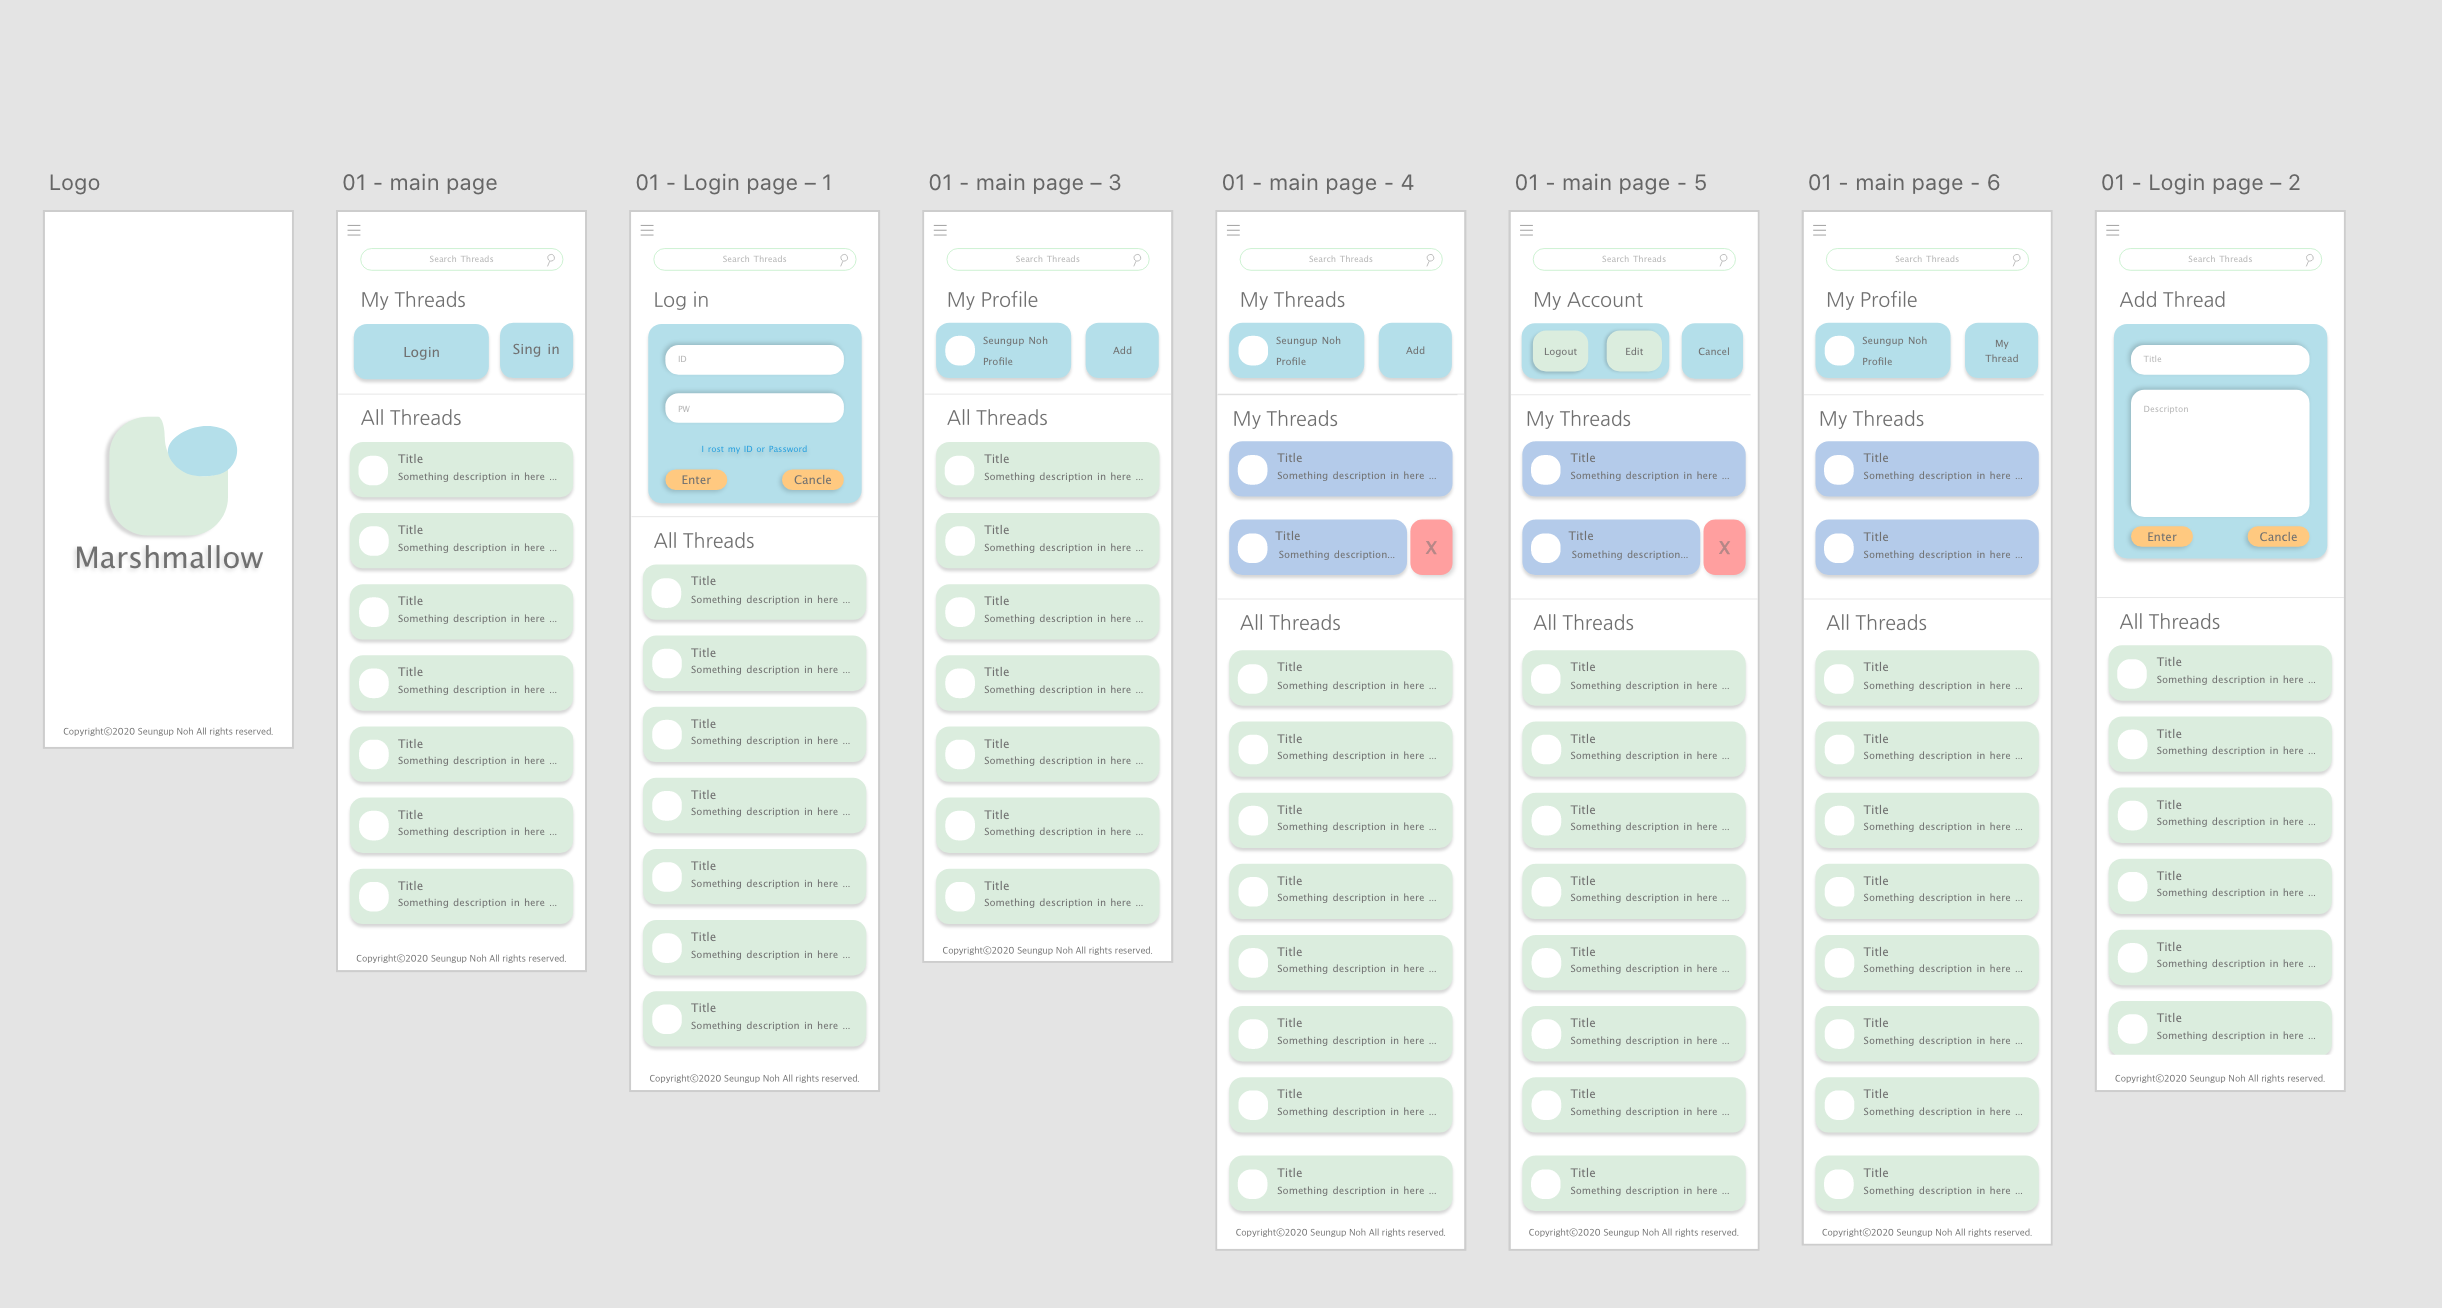 Logo
Marshmallow
Copyright©2020 Seungup Noh All rights reserved.
01 - main page
Search Threads
My Threads
Login
Sing in
All Threads
Title
Something description in here ...
Title
Something description in here ...
Title
Something description in here ...
Title
Something description in here ...
Title
Something description in here ...
Title
Something description in here ...
Title
Something description in here ...
Copyright©2020 Seungup Noh All rights reserved.
01 - Login page – 1
Search Threads
Log in
ID
PW
I rost my ID or Password
Enter
Cancle
All Threads
Title
Something description in here ...
Title
Something description in here ...
Title
Something description in here ...
Title
Something description in here ...
Title
Something description in here ...
Title
Something description in here ...
Title
Something description in here ...
Copyright©2020 Seungup Noh All rights reserved.
01 - main page – 3
Search Threads
My Profile
Seungup Noh
Profile
Add
All Threads
Title
Something description in here ...
Title
Something description in here ...
Title
Something description in here ...
Title
Something description in here ...
Title
Something description in here ...
Title
Something description in here ...
Title
Something description in here ...
Copyright©2020 Seungup Noh All rights reserved.
01 - main page - 4
Search Threads
My Threads
Seungup Noh
Profile
Add
My Threads
Title
Something description in here ...
Title
Something description...
X
All Threads
Title
Something description in here ...
Title
Something description in here ...
Title
Something description in here ...
Title
Something description in here ...
Title
Something description in here ...
Title
Something description in here ...
Title
Something description in here ...
Title
Something description in here ...
Copyright©2020 Seungup Noh All rights reserved.
01 - main page - 5
Search Threads
My Account
Logout
Edit
Cancel
My Threads
Title
Something description in here ...
Title
Something description...
X
All Threads
Title
Something description in here ...
Title
Something description in here ...
Title
Something description in here ...
Title
Something description in here ...
Title
Something description in here ...
Title
Something description in here ...
Title
Something description in here ...
Title
Something description in here ...
Copyright©2020 Seungup Noh All rights reserved.
01 - main page - 6
Search Threads
My Profile
Seungup Noh
Profile
My
Thread
My Threads
Title
Something description in here ...
Title
Something description in here ...
All Threads
Title
Something description in here ...
Title
Something description in here ...
Title
Something description in here ...
Title
Something description in here ...
Title
Something description in here ...
Title
Something description in here ...
Title
Something description in here ...
Title
Something description in here ...
Copyright©2020 Seungup Noh All rights reserved.
01 - Login page – 2
Search Threads
Add Thread
Title
Descripton
Enter
Cancle
All Threads
Title
Something description in here ...
Title
Something description in here ...
Title
Something description in here ...
Title
Something description in here ...
Title
Something description in here ...
Title
Something description in here ...
Copyright©2020 Seungup Noh All rights reserved.